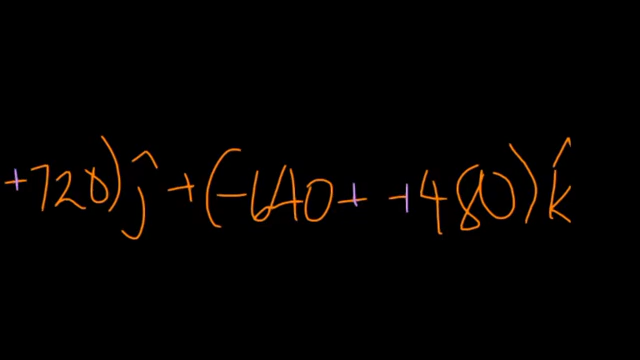 +720)ĵ + (-640 + +480)k̂